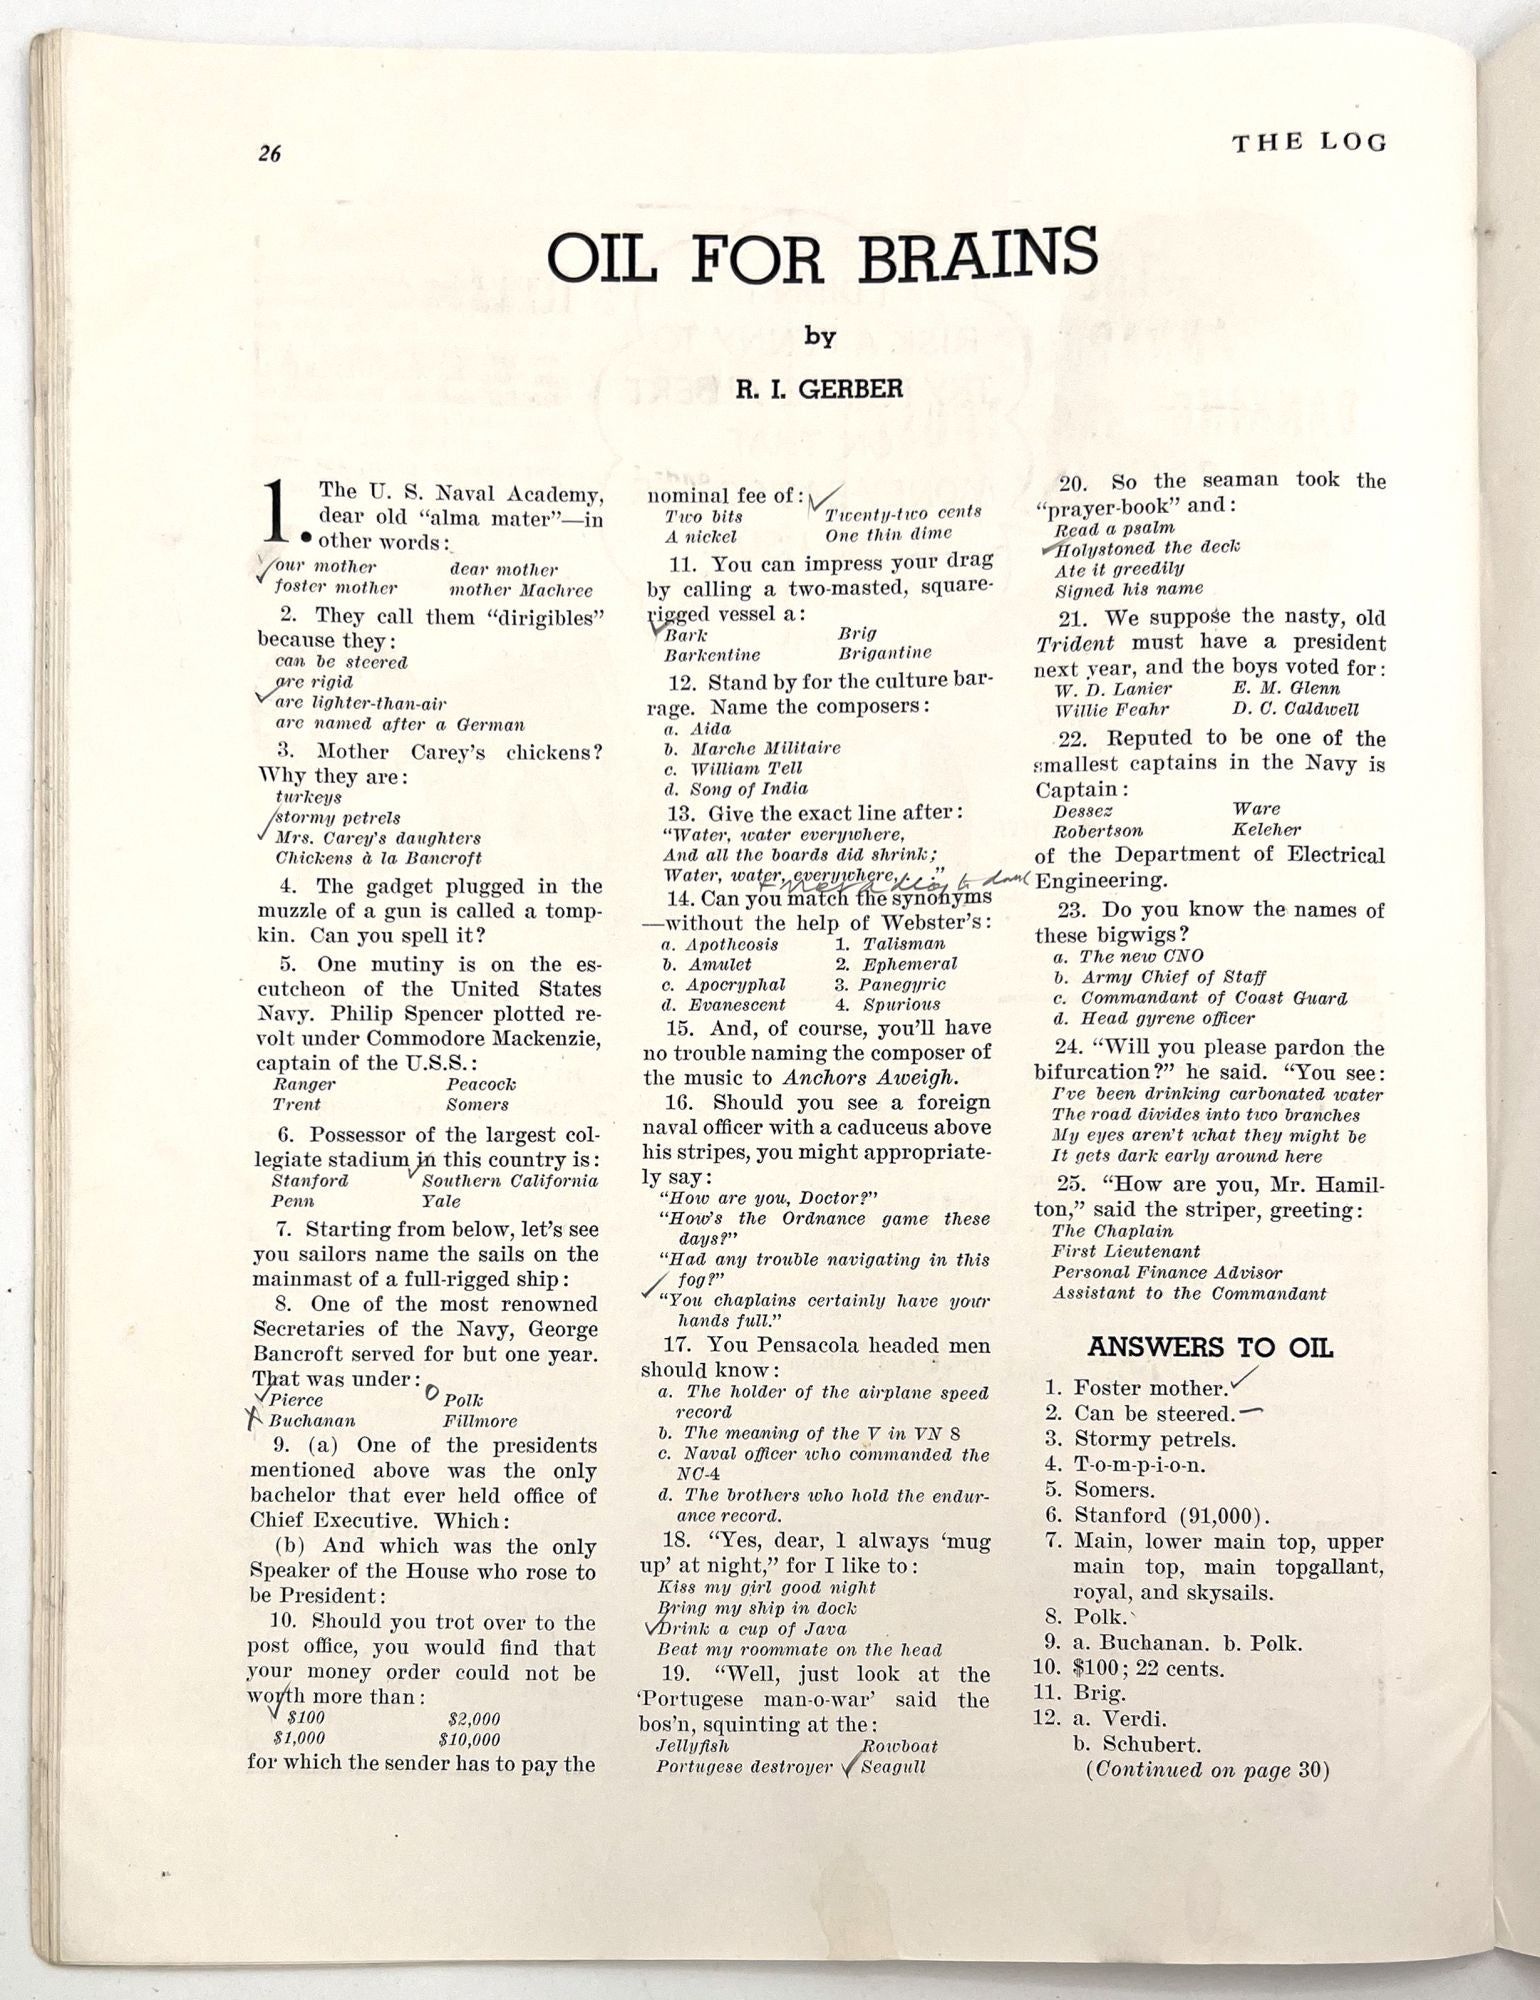 26
THE LOG
OIL FOR BRAINS
by
R. I. GERBER
1. The U. S. Naval Academy,
dear old “alma mater”—in
other words:
our mother dear mother
foster mother mother Machree
2. They call them “dirigibles”
because they:
can be steered
are rigid
are lighter-than-air
are named after a German
3. Mother Carey’s chickens?
Why they are:
turkeys
stormy petrels
Mrs. Carey’s daughters
Chickens à la Bancroft
4. The gadget plugged in the
muzzle of a gun is called a tomp-
kin. Can you spell it?
5. One mutiny is on the es-
cutcheon of the United States
Navy. Philip Spencer plotted re-
volt under Commodore Mackenzie,
captain of the U.S.S.:
Ranger Peacock
Trent Somers
6. Possessor of the largest col-
legiate stadium in this country is:
Stanford Southern California
Penn Yale
7. Starting from below, let’s see
you sailors name the sails on the
mainmast of a full-rigged ship:
8. One of the most renowned
Secretaries of the Navy, George
Bancroft served for but one year.
That was under:
Pierce Polk
Buchanan Fillmore
9. (a) One of the presidents
mentioned above was the only
bachelor that ever held office of
Chief Executive. Which:
(b) And which was the only
Speaker of the House who rose to
be President:
10. Should you trot over to the
post office, you would find that
your money order could not be
worth more than:
$100 $2,000
$1,000 $10,000
for which the sender has to pay the
nominal fee of:
Two bits Twenty-two cents
A nickel One thin dime
11. You can impress your drag
by calling a two-masted, square-
rigged vessel a:
Bark Brig
Barkentine Brigantine
12. Stand by for the culture bar-
rage. Name the composers:
a. Aida
b. Marche Militaire
c. William Tell
d. Song of India
13. Give the exact line after:
“Water, water everywhere,
And all the boards did shrink;
Water, water, everywhere, . .”
14. Can you match the synonyms
—without the help of Webster’s:
a. Apotheosis 1. Talisman
b. Amulet 2. Ephemeral
c. Apocryphal 3. Panegyric
d. Evanescent 4. Spurious
15. And, of course, you’ll have
no trouble naming the composer of
the music to Anchors Aweigh.
16. Should you see a foreign
naval officer with a caduceus above
his stripes, you might appropriate-
ly say:
“How are you, Doctor?”
“How’s the Ordnance game these
days?”
“Had any trouble navigating in this
fog?”
“You chaplains certainly have your
hands full.”
17. You Pensacola headed men
should know:
a. The holder of the airplane speed
record
b. The meaning of the V in VN 8
c. Naval officer who commanded the
NC-4
d. The brothers who hold the endur-
ance record.
18. “Yes, dear, I always ‘mug
up’ at night,” for I like to:
Kiss my girl good night
Bring my ship in dock
Drink a cup of Java
Beat my roommate on the head
19. “Well, just look at the
‘Portugese man-o-war’ said the
bos’n, squinting at the:
Jellyfish Rowboat
Portugese destroyer Seagull
20. So the seaman took the
“prayer-book” and:
Read a psalm
Holystoned the deck
Ate it greedily
Signed his name
21. We suppose the nasty, old
Trident must have a president
next year, and the boys voted for:
W. D. Lanier E. M. Glenn
Willie Feahr D. C. Caldwell
22. Reputed to be one of the
smallest captains in the Navy is
Captain:
Dessez Ware
Robertson Keleher
of the Department of Electrical
Engineering.
23. Do you know the names of
these bigwigs?
a. The new CNO
b. Army Chief of Staff
c. Commandant of Coast Guard
d. Head gyrene officer
24. “Will you please pardon the
bifurcation?” he said. “You see:
I’ve been drinking carbonated water
The road divides into two branches
My eyes aren’t what they might be
It gets dark early around here
25. “How are you, Mr. Hamil-
ton,” said the striper, greeting:
The Chaplain
First Lieutenant
Personal Finance Advisor
Assistant to the Commandant
ANSWERS TO OIL
1. Foster mother.
2. Can be steered.
3. Stormy petrels.
4. T-o-m-p-i-o-n.
5. Somers.
6. Stanford (91,000).
7. Main, lower main top, upper
main top, main topgallant,
royal, and skysails.
8. Polk.
9. a. Buchanan. b. Polk.
10. $100; 22 cents.
11. Brig.
12. a. Verdi.
b. Schubert.
(Continued on page 30)